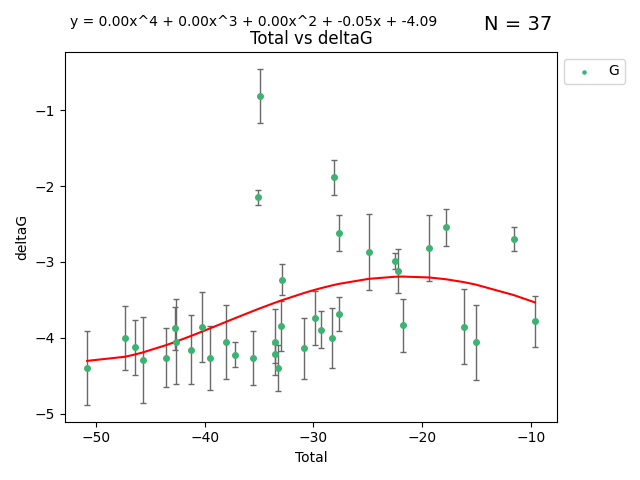 y = 0.00x^4 + 0.00x^3 + 0.00x^2 + -0.05x + -4.09
N = 37
Total vs deltaG
G
−1
−2
−3
−4
−5
deltaG
−50 −40 −30 −20 −10
Total